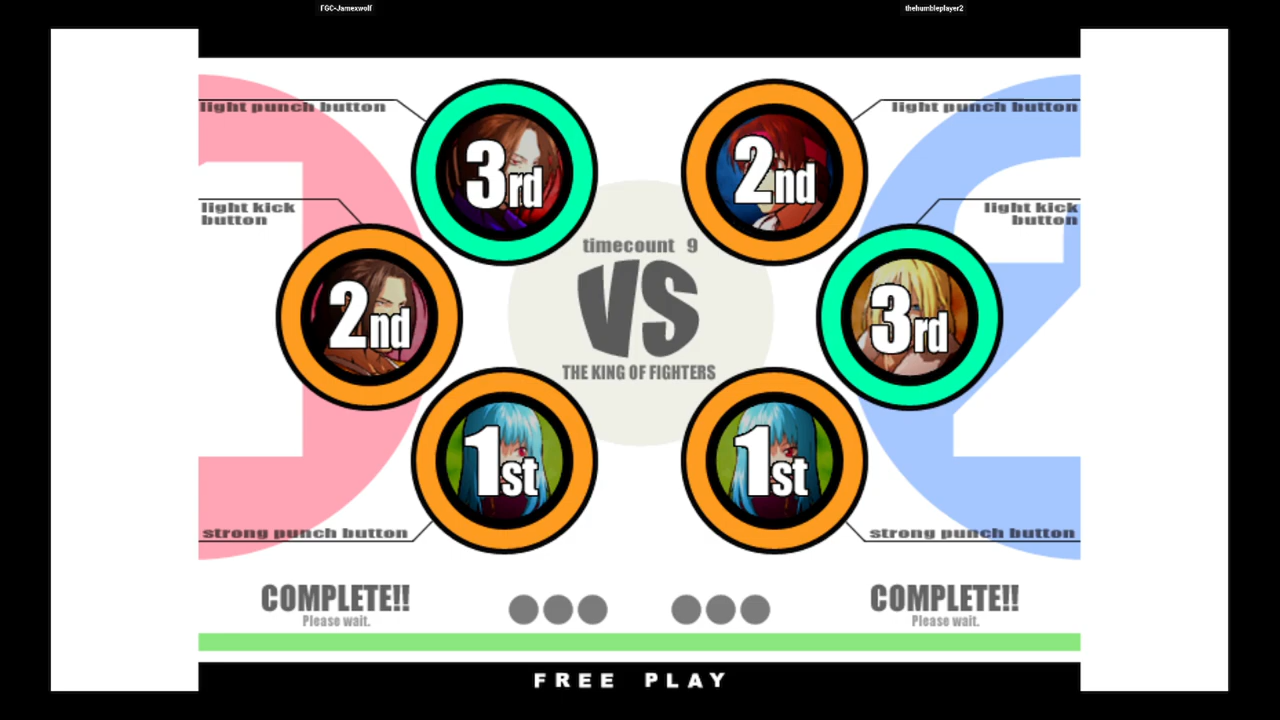 FGC-Jamexwolf
thehumbleplayer2
light punch button
light punch button
3rd
2nd
light kick
button
light kick
button
timecount 9
VS
THE KING OF FIGHTERS
2nd
3rd
1st
1st
strong punch button
strong punch button
COMPLETE!!
Please wait.
COMPLETE!!
Please wait.
FREE PLAY